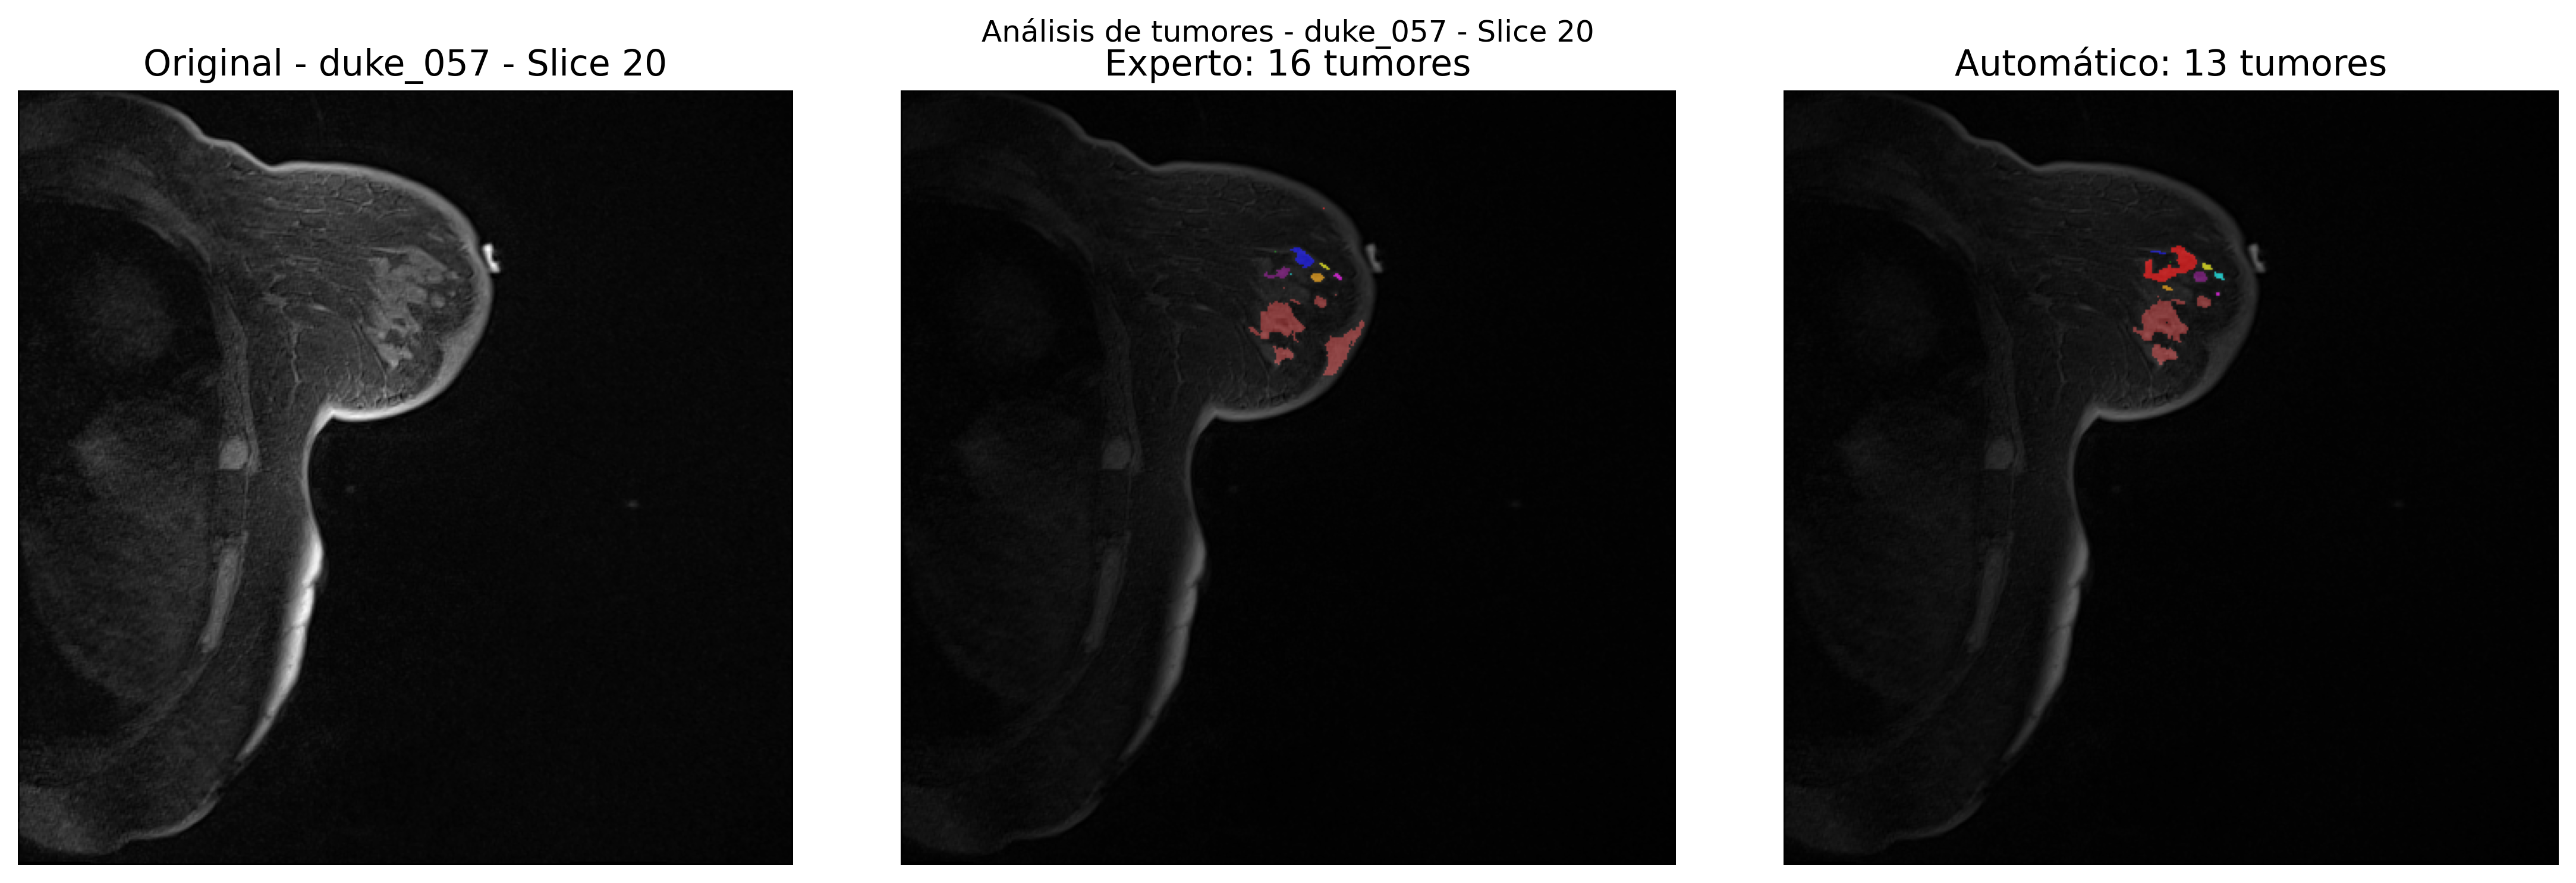 Análisis de tumores - duke_057 - Slice 20
Original - duke_057 - Slice 20
Experto: 16 tumores
Automático: 13 tumores